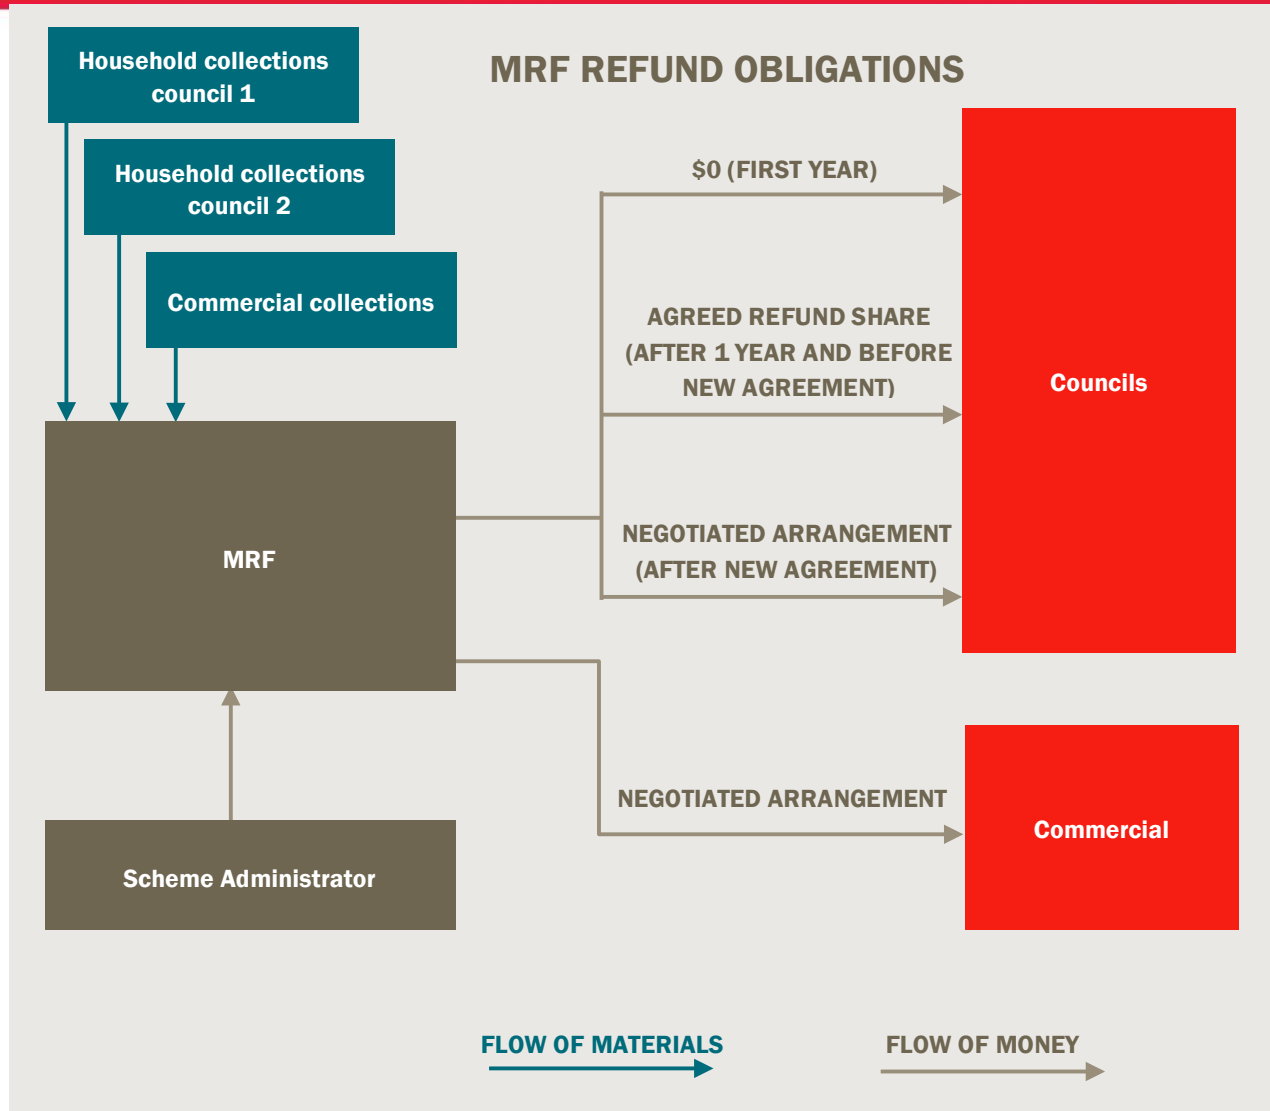 MRF REFUND OBLIGATIONS
Household collections
council 1
Household collections
council 2
Commercial collections
MRF
Scheme Administrator
$0 (FIRST YEAR)
AGREED REFUND SHARE
(AFTER 1 YEAR AND BEFORE
NEW AGREEMENT)
NEGOTIATED ARRANGEMENT
(AFTER NEW AGREEMENT)
Councils
NEGOTIATED ARRANGEMENT
Commercial
FLOW OF MATERIALS
FLOW OF MONEY